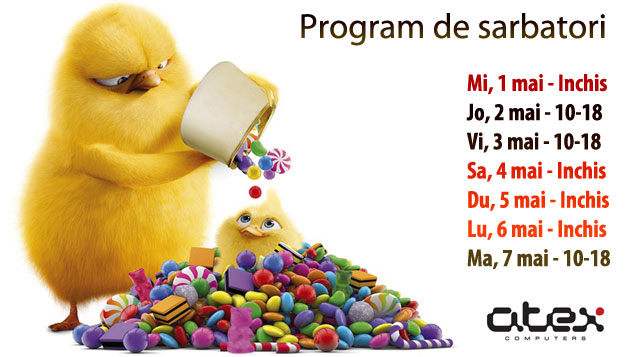 Program de sarbatori
Mi, 1 mai - Inchis
Jo, 2 mai - 10-18
Vi, 3 mai - 10-18
Sa, 4 mai - Inchis
Du, 5 mai - Inchis
Lu, 6 mai - Inchis
Ma, 7 mai - 10-18
atex
COMPUTERS